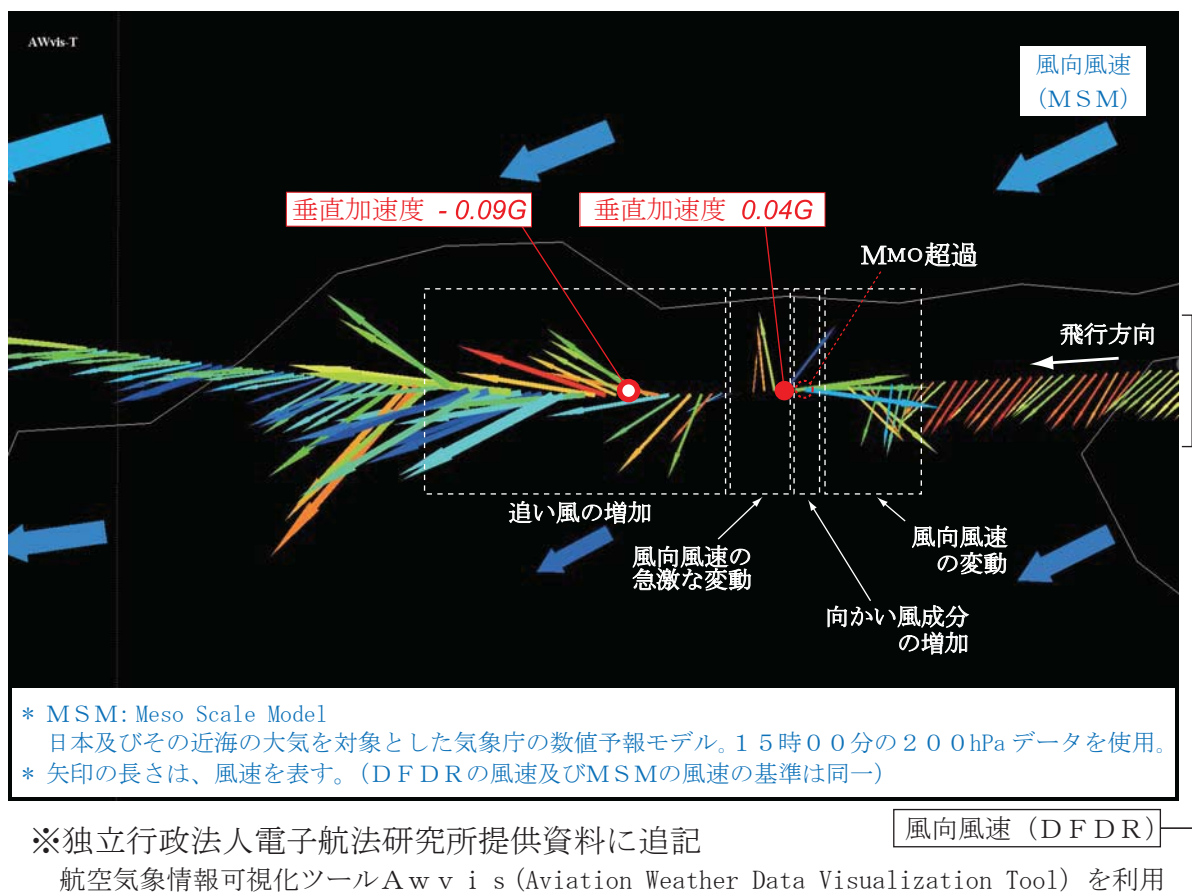 AWvis-T
風向風速
(ＭＳＭ)
垂直加速度 - 0.09G
垂直加速度 0.04G
MMO超過
飛行方向
追い風の増加
風向風速の
急激な変動
風向風速
の変動
向かい風成分
の増加
* ＭＳＭ: Meso Scale Model
日本及びその近海の大気を対象とした気象庁の数値予報モデル。１５時００分の２００hPa データを使用。
* 矢印の長さは、風速を表す。(ＤＦＤＲの風速及びMSMの風速の基準は同一)
風向風速（ＤＦＤＲ）
※独立行政法人電子航法研究所提供資料に追記
航空気象情報可視化ツールＡｗｖｉｓ(Aviation Weather Data Visualization Tool) を利用